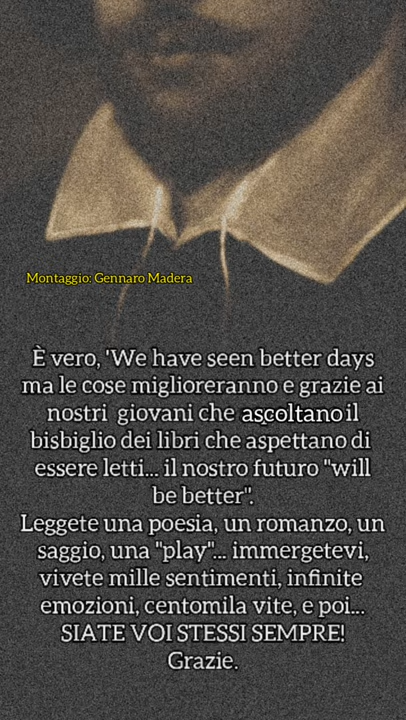 Montaggio: Gennaro Madera
È vero, 'We have seen better days
ma le cose miglioreranno e grazie ai
nostri giovani che ascoltano il
bisbiglio dei libri che aspettano di
essere letti... il nostro futuro "will
be better".
Leggete una poesia, un romanzo, un
saggio, una "play"... immergetevi,
vivete mille sentimenti, infinite
emozioni, centomila vite, e poi...
SIATE VOI STESSI SEMPRE!
Grazie.